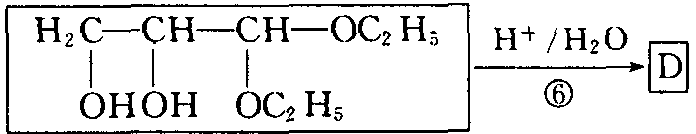 H₂C—CH—CH—OC₂H₅ H⁺/H₂O D
OH OH OC₂H₅ ⑥